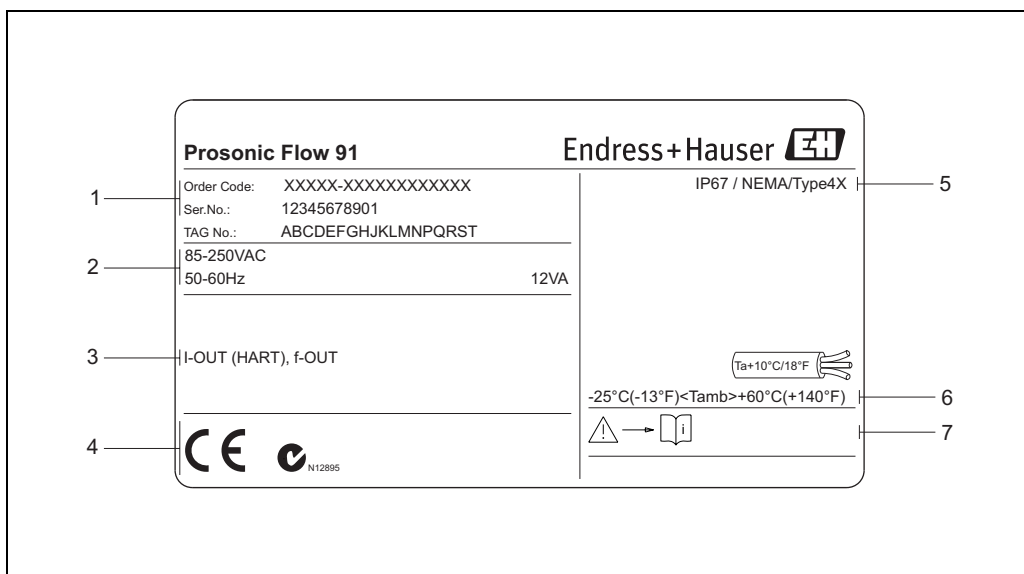 Prosonic Flow 91
Endress+Hauser EH
1
Order Code: XXXXX-XXXXXXXXXXXX
Ser.No.: 12345678901
TAG No.: ABCDEFGHJKLMNPQRST
2
85-250VAC
50-60Hz 12VA
3
I-OUT (HART), f-OUT
4
CE
N12895
IP67 / NEMA/Type4X
5
Ta+10°C/18°F
-25°C(-13°F)<Tamb>+60°C(+140°F)
6
i
7